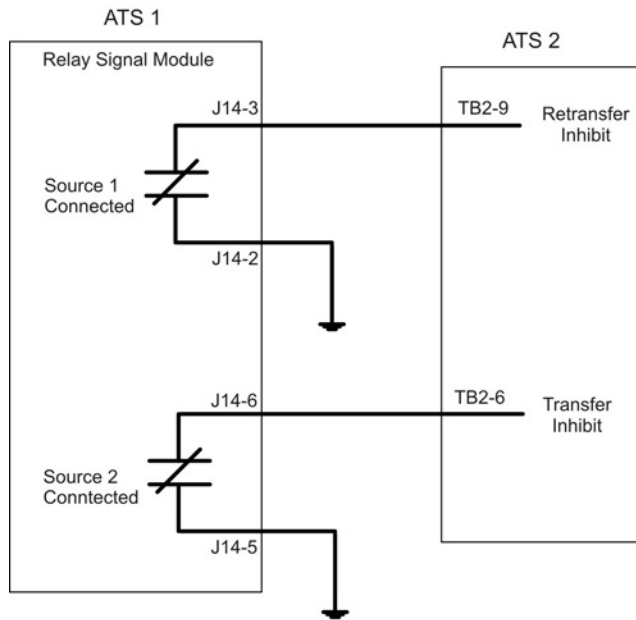 ATS 1
ATS 2
Relay Signal Module
J14-3
TB2-9
Retransfer
Inhibit
Source 1
Connected
J14-2
J14-6
TB2-6
Transfer
Inhibit
Source 2
Conntected
J14-5